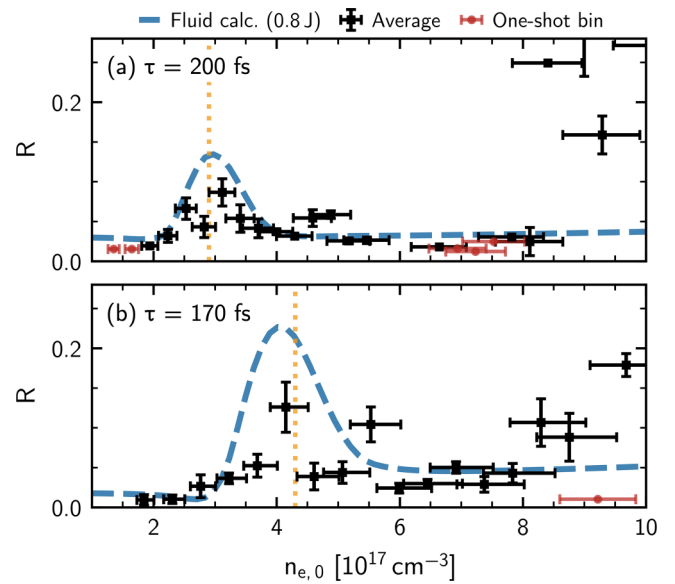 Fluid calc. (0.8 J) Average One-shot bin
(a) τ = 200 fs
0.2
R
0.0
(b) τ = 170 fs
0.2
R
0.0
2 4 6 8 10
n_{e,0} [10^{17} cm^{−3}]